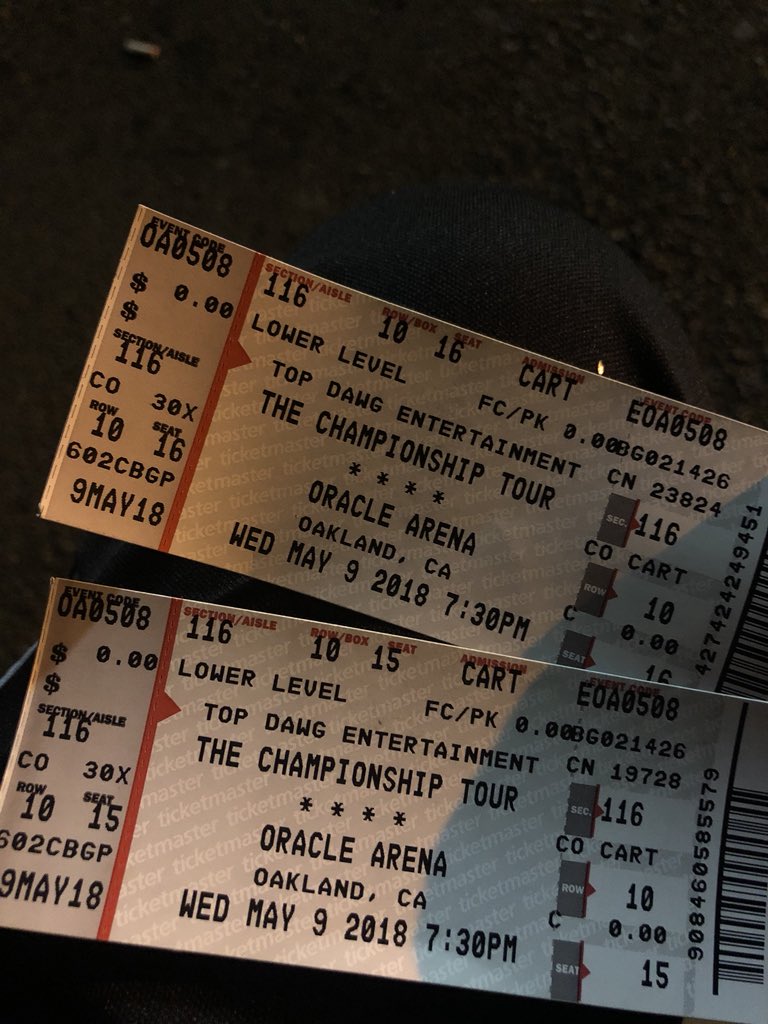 EVENT CODE
OA0508
$ 0.00
$
SECTION/AISLE
116
CO 30X
ROW SEAT
10 16
602CBGP
9MAY18
SECTION/AISLE ROW/BOX SEAT ADMISSION EVENT CODE
116 10 16 CART EOA0508
LOWER LEVEL FC/PK 0.00 BG021426
TOP DAWG ENTERTAINMENT CN 23824
THE CHAMPIONSHIP TOUR
* * * *
ORACLE ARENA
OAKLAND, CA
WED MAY 9 2018 7:30PM
SEC. 116
CO CART
ROW 10
C 0.00
SEAT 16
427424249451
EVENT CODE
OA0508
$ 0.00
$
SECTION/AISLE
116
CO 30X
ROW SEAT
10 15
602CBGP
9MAY18
SECTION/AISLE ROW/BOX SEAT ADMISSION EVENT CODE
116 10 15 CART EOA0508
LOWER LEVEL FC/PK 0.00 BG021426
TOP DAWG ENTERTAINMENT CN 19728
THE CHAMPIONSHIP TOUR
* * * *
ORACLE ARENA
OAKLAND, CA
WED MAY 9 2018 7:30PM
SEC. 116
CO CART
ROW 10
C 0.00
SEAT 15
908460585579
ticketmaster